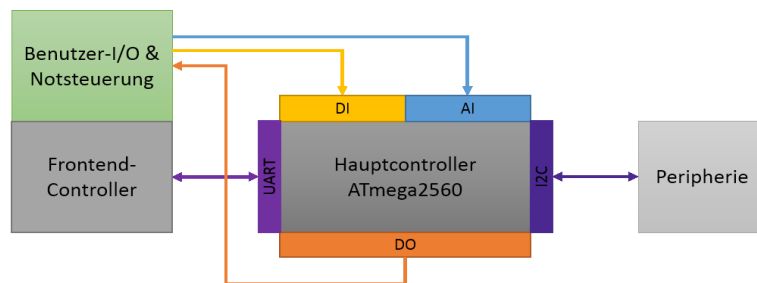 Benutzer-I/O &
Notsteuerung
DI
AI
Frontend-
Controller
UART
Hauptcontroller
ATmega2560
I2C
Peripherie
DO